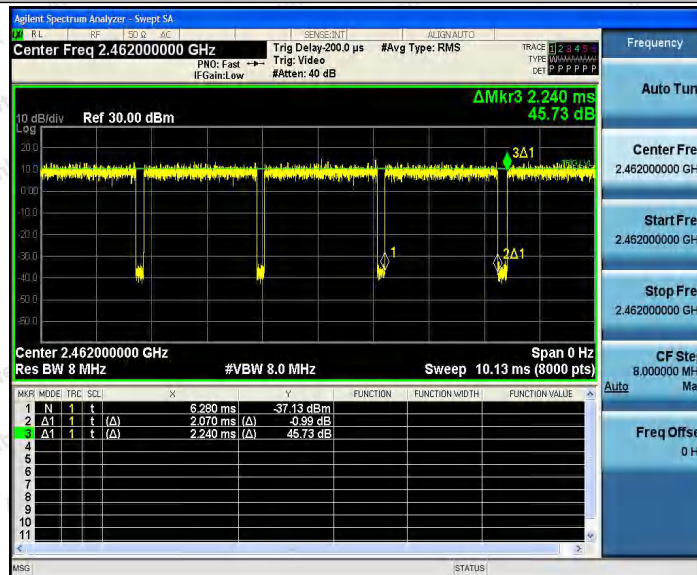 Agilent Spectrum Analyzer - Swept SA
RL RF 50 Ω AC SENSE:INT ALIGNAUTO
Center Freq 2.462000000 GHz
PNO: Fast
IFGain:Low
Trig Delay-200.0 µs
Trig: Video
#Atten: 40 dB
#Avg Type: RMS
TRACE 1 2 3 4 5 6
TYPE WWWWWW
DET P P P P P P
ΔMkr3 2.240 ms
45.73 dB
10 dB/div Ref 30.00 dBm
Log
20.0
10.0
0.00
-10.0
-20.0
-30.0
-40.0
-50.0
-60.0
3Δ1
1
2Δ1
Center 2.462000000 GHz
Span 0 Hz
Res BW 8 MHz
#VBW 8.0 MHz
Sweep 10.13 ms (8000 pts)
MKR MODE TRC SCL X Y FUNCTION FUNCTION WIDTH FUNCTION VALUE
1 N 1 t 6.280 ms -37.13 dBm
2 Δ1 1 t (Δ) 2.070 ms (Δ) -0.99 dB
3 Δ1 1 t (Δ) 2.240 ms (Δ) 45.73 dB
4
5
6
7
8
9
10
11
MSG
STATUS
Frequency
Auto Tun
Center Fre
2.462000000 GH
Start Fre
2.462000000 GH
Stop Fre
2.462000000 GH
CF Ste
8.000000 MH
Auto Ma
Freq Offse
0 H